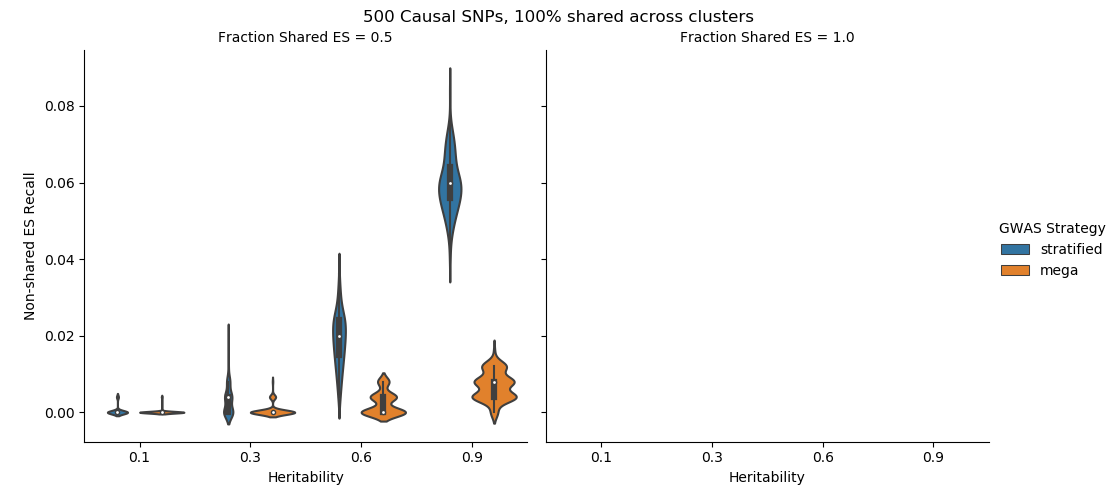 500 Causal SNPs, 100% shared across clusters
Fraction Shared ES = 0.5
Fraction Shared ES = 1.0
Non-shared ES Recall
0.08
0.06
0.04
0.02
0.00
0.1 0.3 0.6 0.9
0.1 0.3 0.6 0.9
Heritability
Heritability
GWAS Strategy
stratified
mega